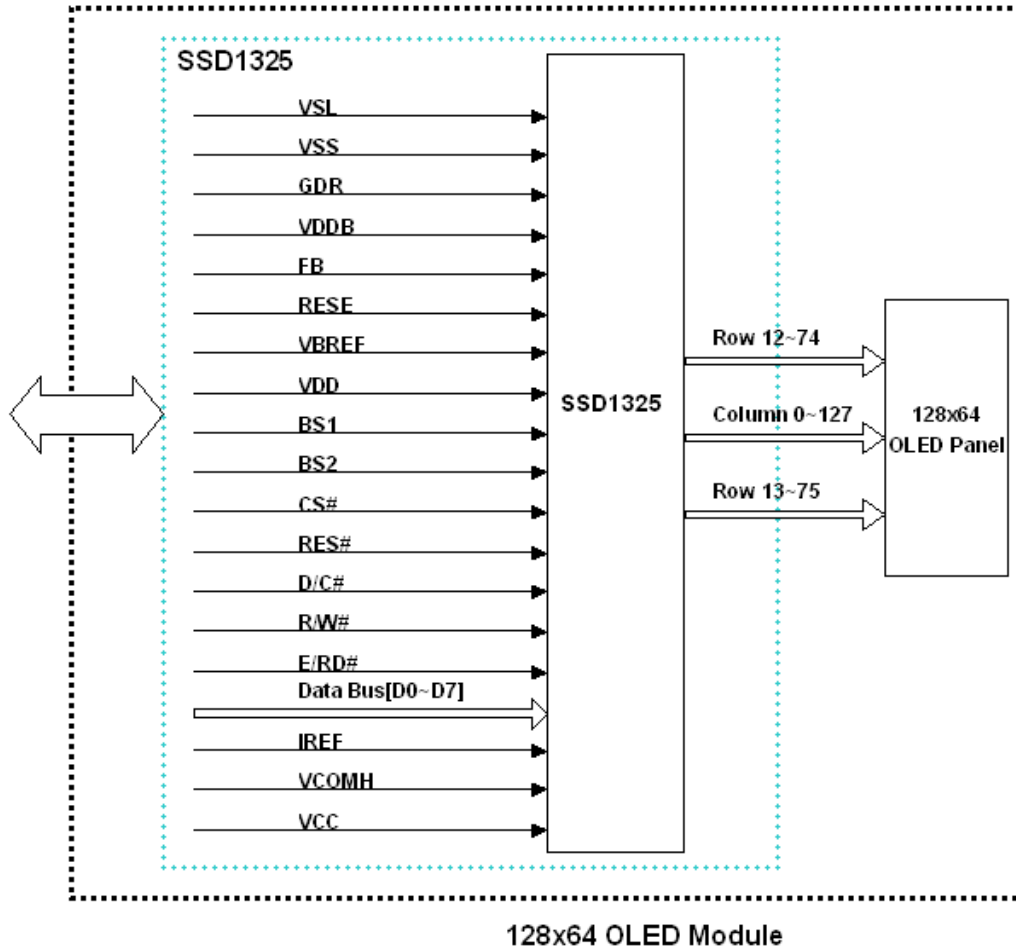 SSD1325
VSL
VSS
GDR
VDDB
FB
RESE
VBREF
VDD
BS1
BS2
CS#
RES#
D/C#
R/W#
E/RD#
Data Bus[D0~D7]
IREF
VCOMH
VCC
SSD1325
Row 12~74
Column 0~127
Row 13~75
128x64
OLED Panel
128x64 OLED Module